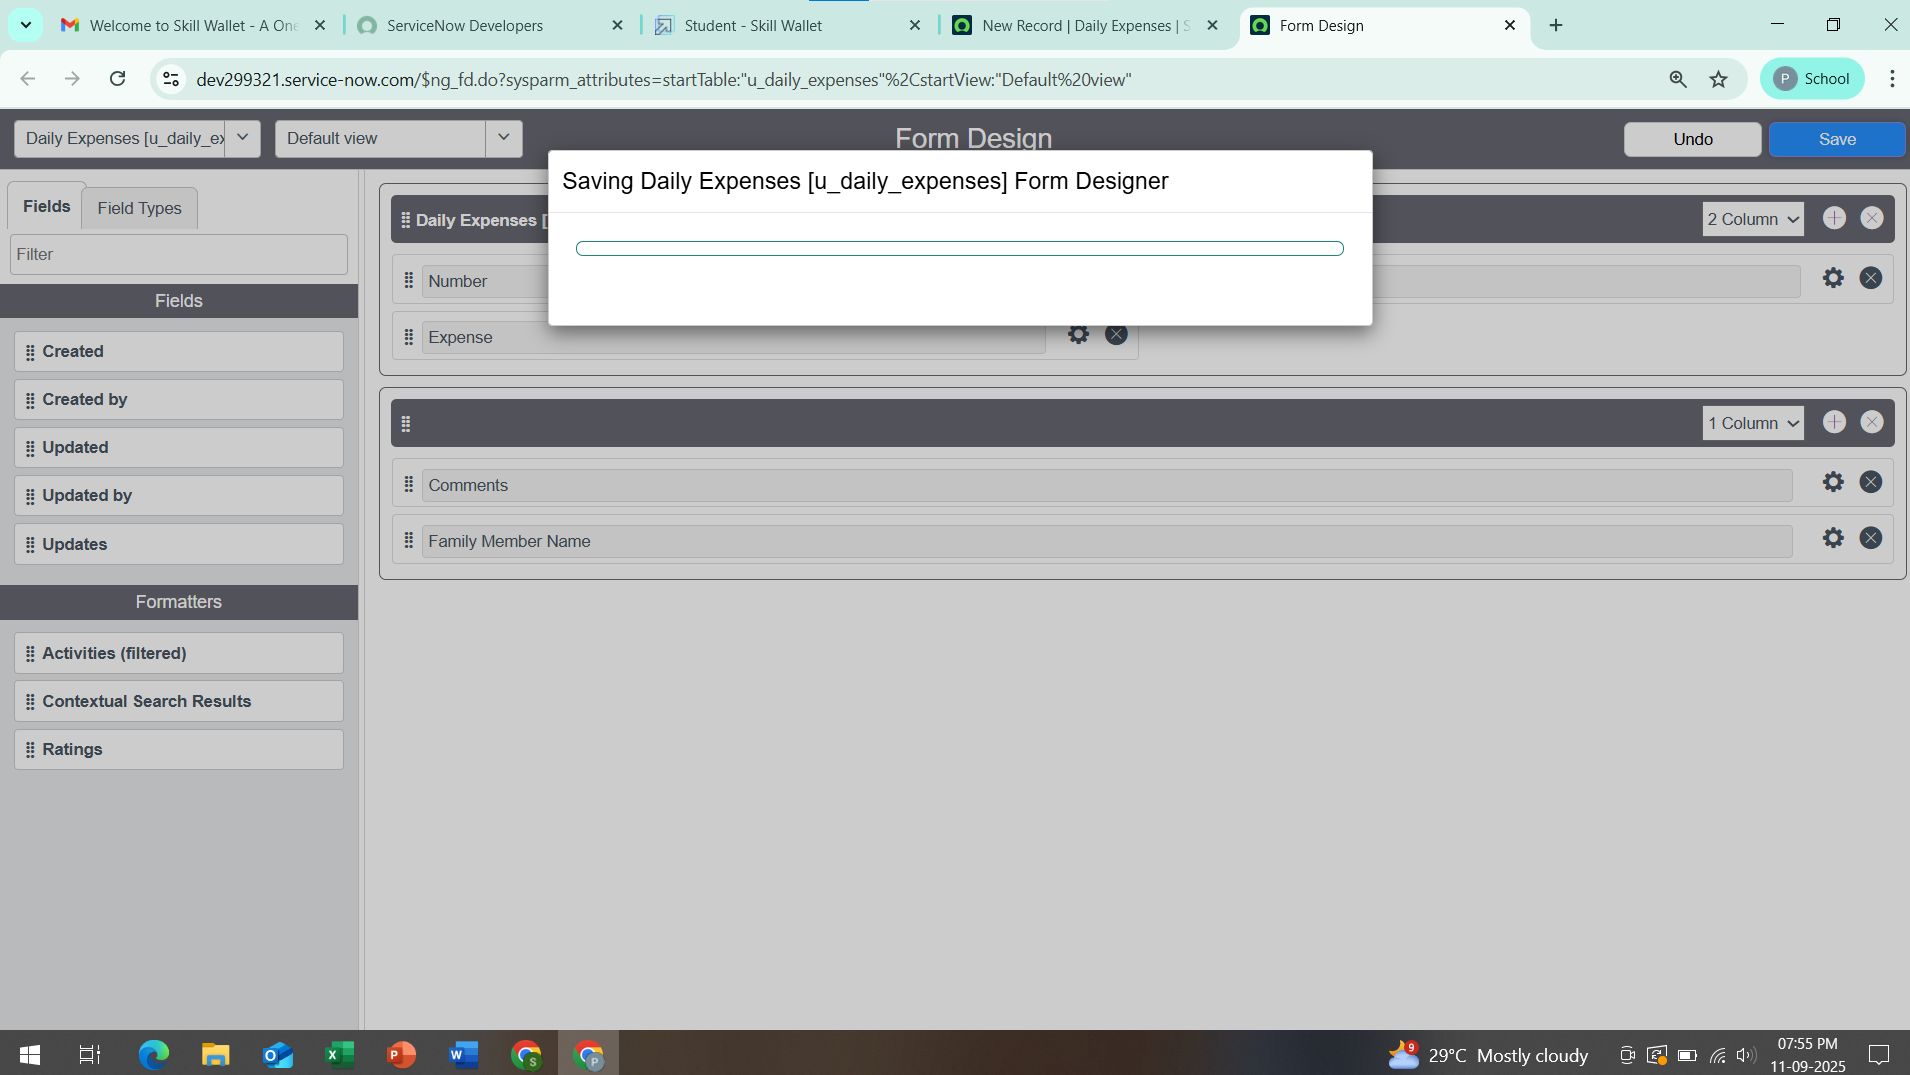 Welcome to Skill Wallet - A One
ServiceNow Developers
Student - Skill Wallet
New Record | Daily Expenses | S
Form Design
dev299321.service-now.com/$ng_fd.do?sysparm_attributes=startTable:"u_daily_expenses"%2CstartView:"Default%20view"
P School
Daily Expenses [u_daily_ex
Default view
Form Design
Undo
Save
Saving Daily Expenses [u_daily_expenses] Form Designer
Fields
Field Types
Filter
Fields
Created
Created by
Updated
Updated by
Updates
Formatters
Activities (filtered)
Contextual Search Results
Ratings
Daily Expenses [
2 Column
Number
Expense
1 Column
Comments
Family Member Name
9
29°C Mostly cloudy
07:55 PM
11-09-2025